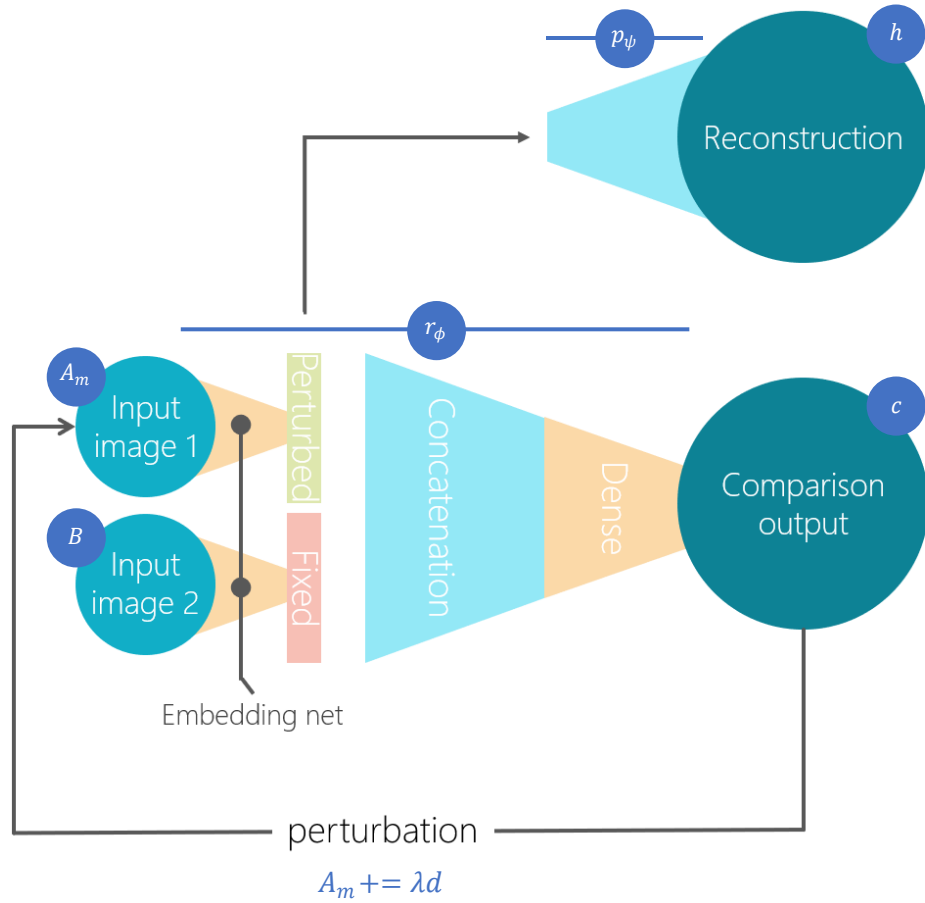 p_ψ
h
Reconstruction
r_ϕ
A_m
Input
image 1
Perturbed
Concatenation
Dense
c
Comparison
output
B
Input
image 2
Fixed
Embedding net
perturbation
A_m += λd